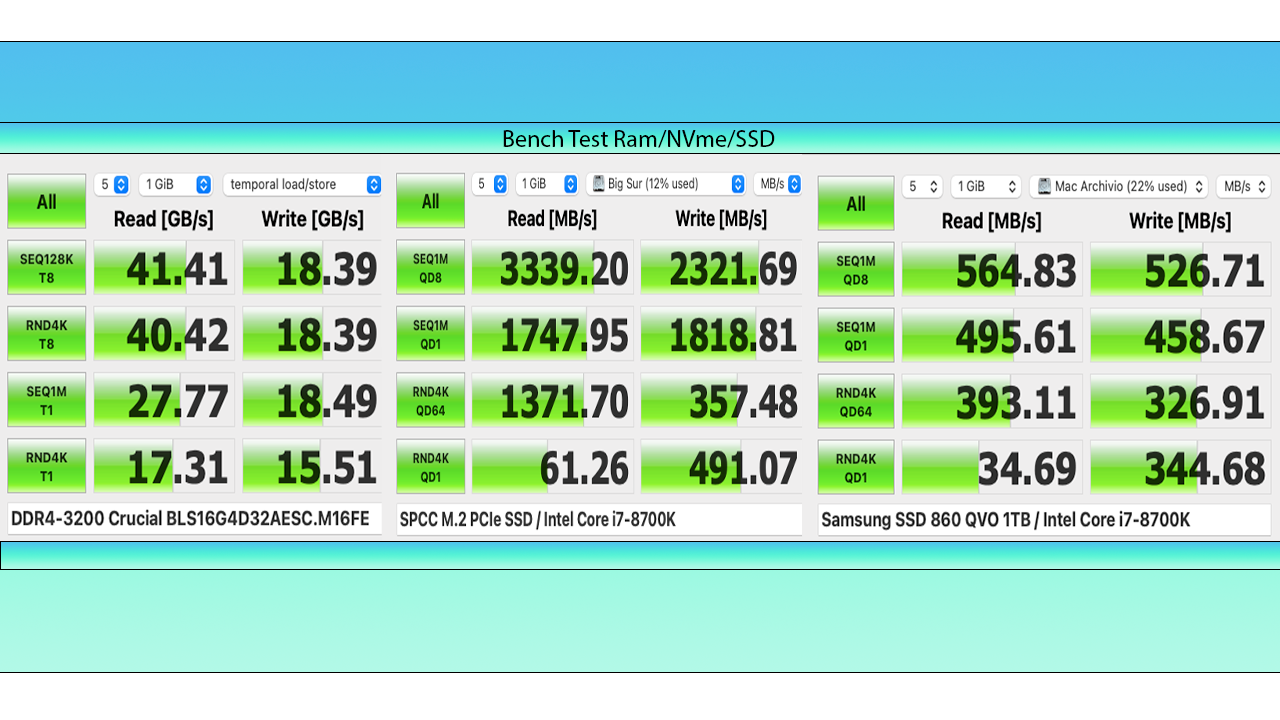 Bench Test Ram/NVme/SSD
All
5
1 GiB
temporal load/store
Read [GB/s]
Write [GB/s]
SEQ128K
T8
41.41
18.39
RND4K
T8
40.42
18.39
SEQ1M
T1
27.77
18.49
RND4K
T1
17.31
15.51
DDR4-3200 Crucial BLS16G4D32AESC.M16FE
All
5
1 GiB
Big Sur (12% used)
MB/s
Read [MB/s]
Write [MB/s]
SEQ1M
QD8
3339.20
2321.69
SEQ1M
QD1
1747.95
1818.81
RND4K
QD64
1371.70
357.48
RND4K
QD1
61.26
491.07
SPCC M.2 PCIe SSD / Intel Core i7-8700K
All
5
1 GiB
Mac Archivio (22% used)
MB/s
Read [MB/s]
Write [MB/s]
SEQ1M
QD8
564.83
526.71
SEQ1M
QD1
495.61
458.67
RND4K
QD64
393.11
326.91
RND4K
QD1
34.69
344.68
Samsung SSD 860 QVO 1TB / Intel Core i7-8700K